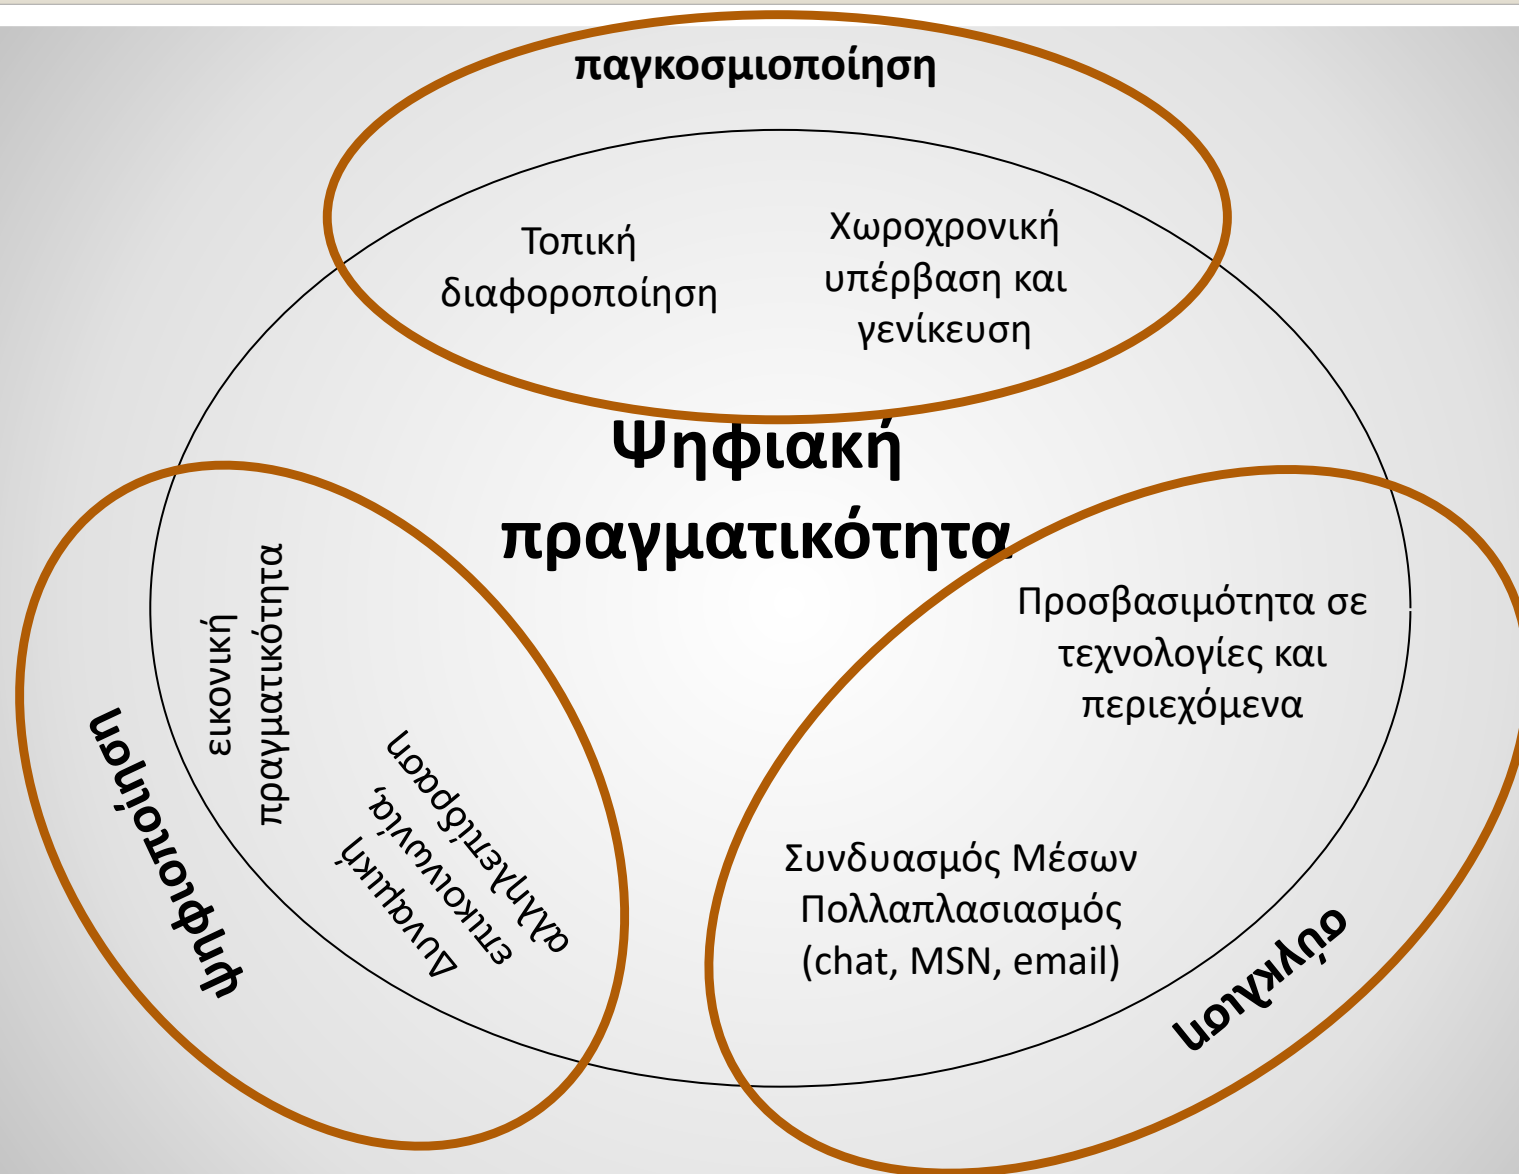 παγκοσμιοποίηση
Τοπική
διαφοροποίηση
Χωροχρονική
υπέρβαση και
γενίκευση
Ψηφιακή
πραγματικότητα
εικονική
πραγματικότητα
Δυναμική
επικοινωνία,
αλληλεπίδραση
ψηφιοποίηση
Προσβασιμότητα σε
τεχνολογίες και
περιεχόμενα
Συνδυασμός Μέσων
Πολλαπλασιασμός
(chat, MSN, email)
σύγκλιση